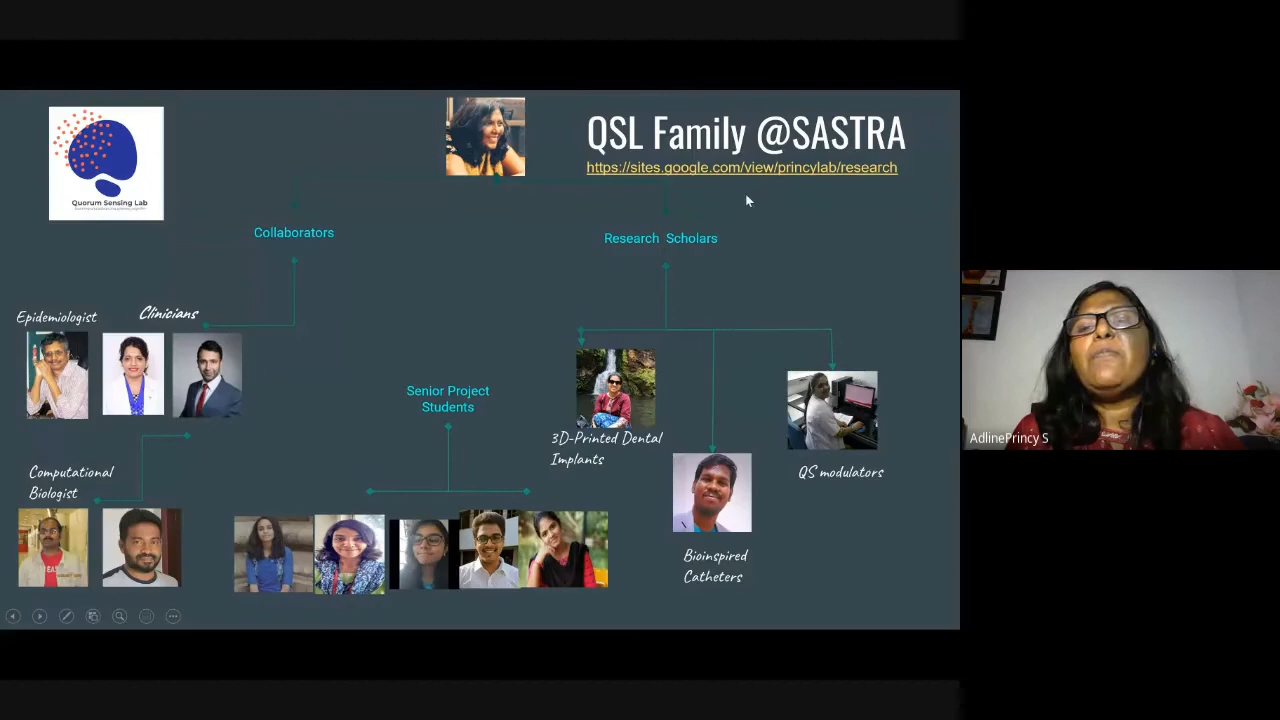 QSL Family @SASTRA
https://sites.google.com/view/princylab/research
Quorum Sensing Lab
Collaborators
Research Scholars
Epidemiologist
Clinicians
Senior Project
Students
3D-Printed Dental
Implants
QS modulators
Computational
Biologist
Bioinspired
Catheters
AdlinePrincy S